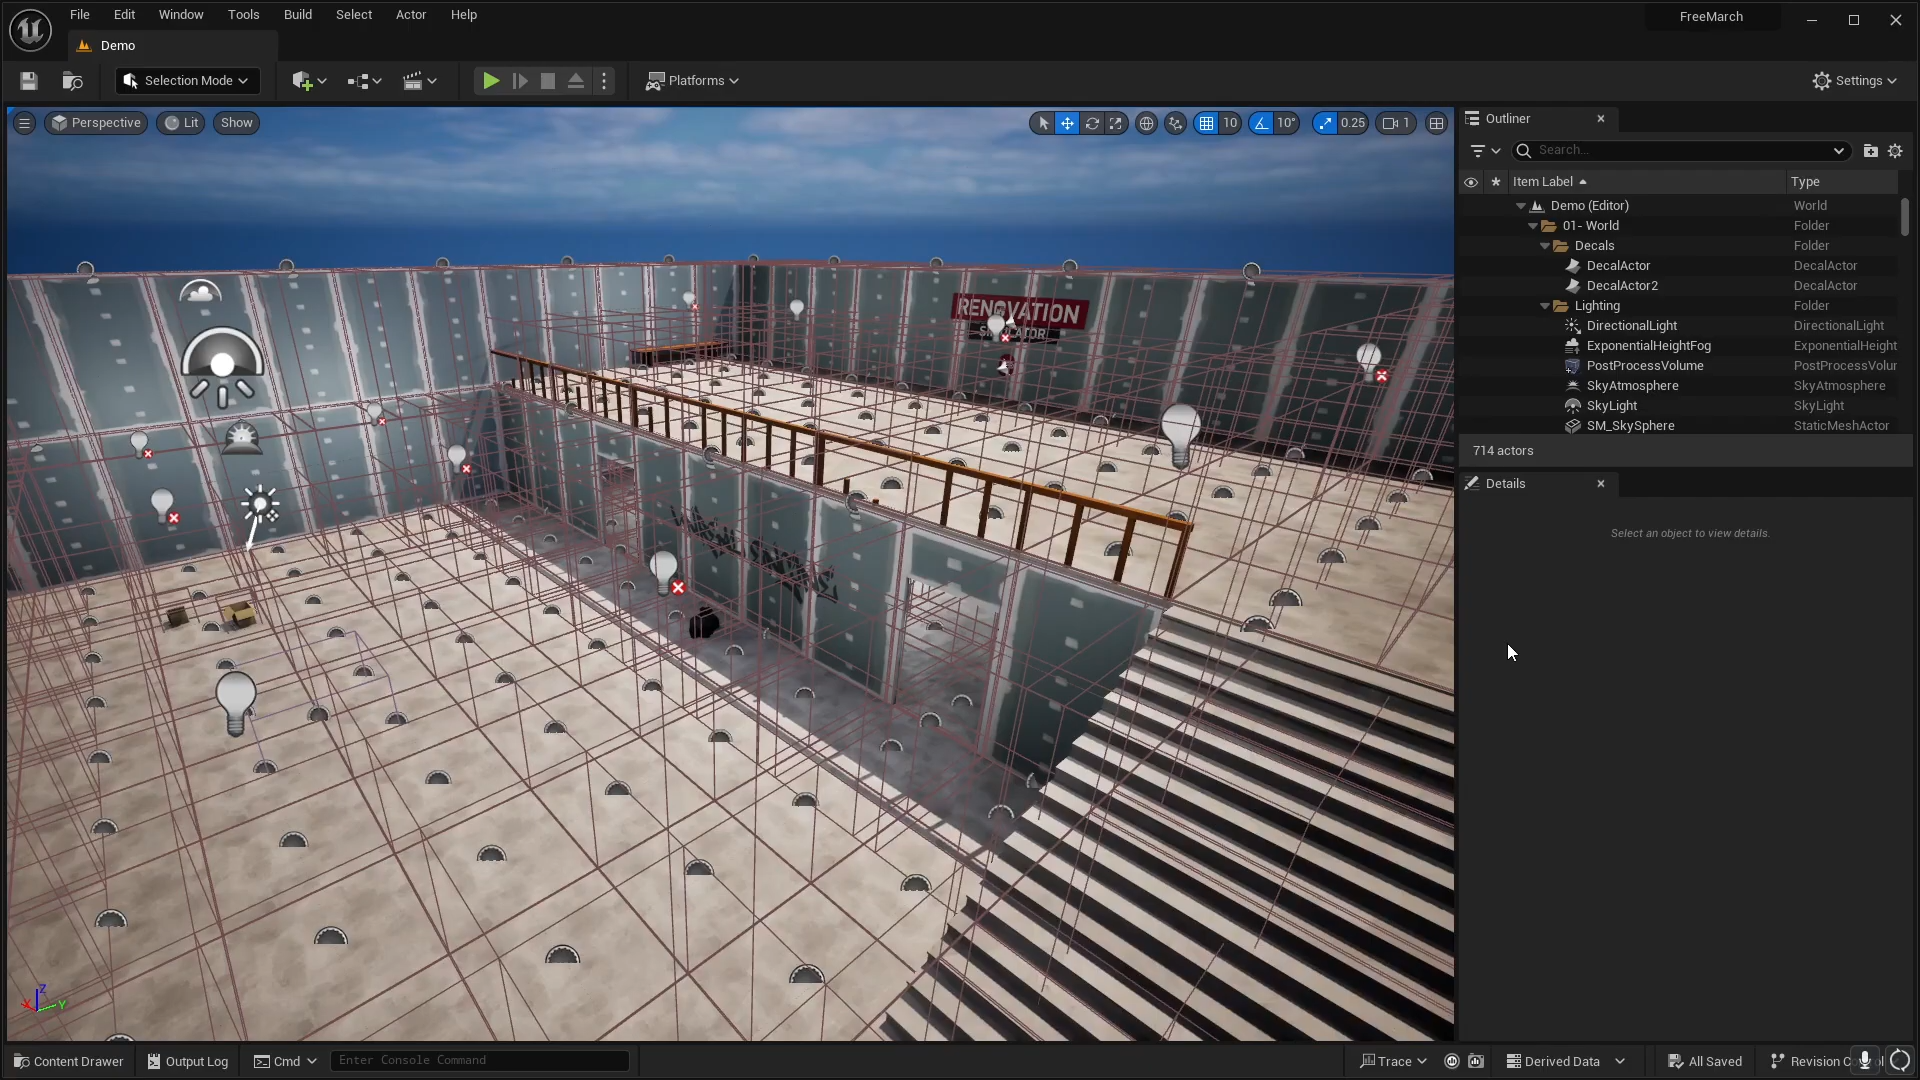 File Edit Window Tools Build Select Actor Help
FreeMarch
Demo
Selection Mode
Platforms
Settings
Perspective Lit Show
10 10° 0.25 1
Outliner
Search...
Item Label Type
Demo (Editor) World
01- World Folder
Decals Folder
DecalActor DecalActor
DecalActor2 DecalActor
Lighting Folder
DirectionalLight DirectionalLight
ExponentialHeightFog ExponentialHeight
PostProcessVolume PostProcessVolur
SkyAtmosphere SkyAtmosphere
SkyLight SkyLight
SM_SkySphere StaticMeshActor
714 actors
Details
Select an object to view details.
RENOVATION
Z
X Y
Content Drawer Output Log Cmd Enter Console Command
Trace Derived Data All Saved Revision